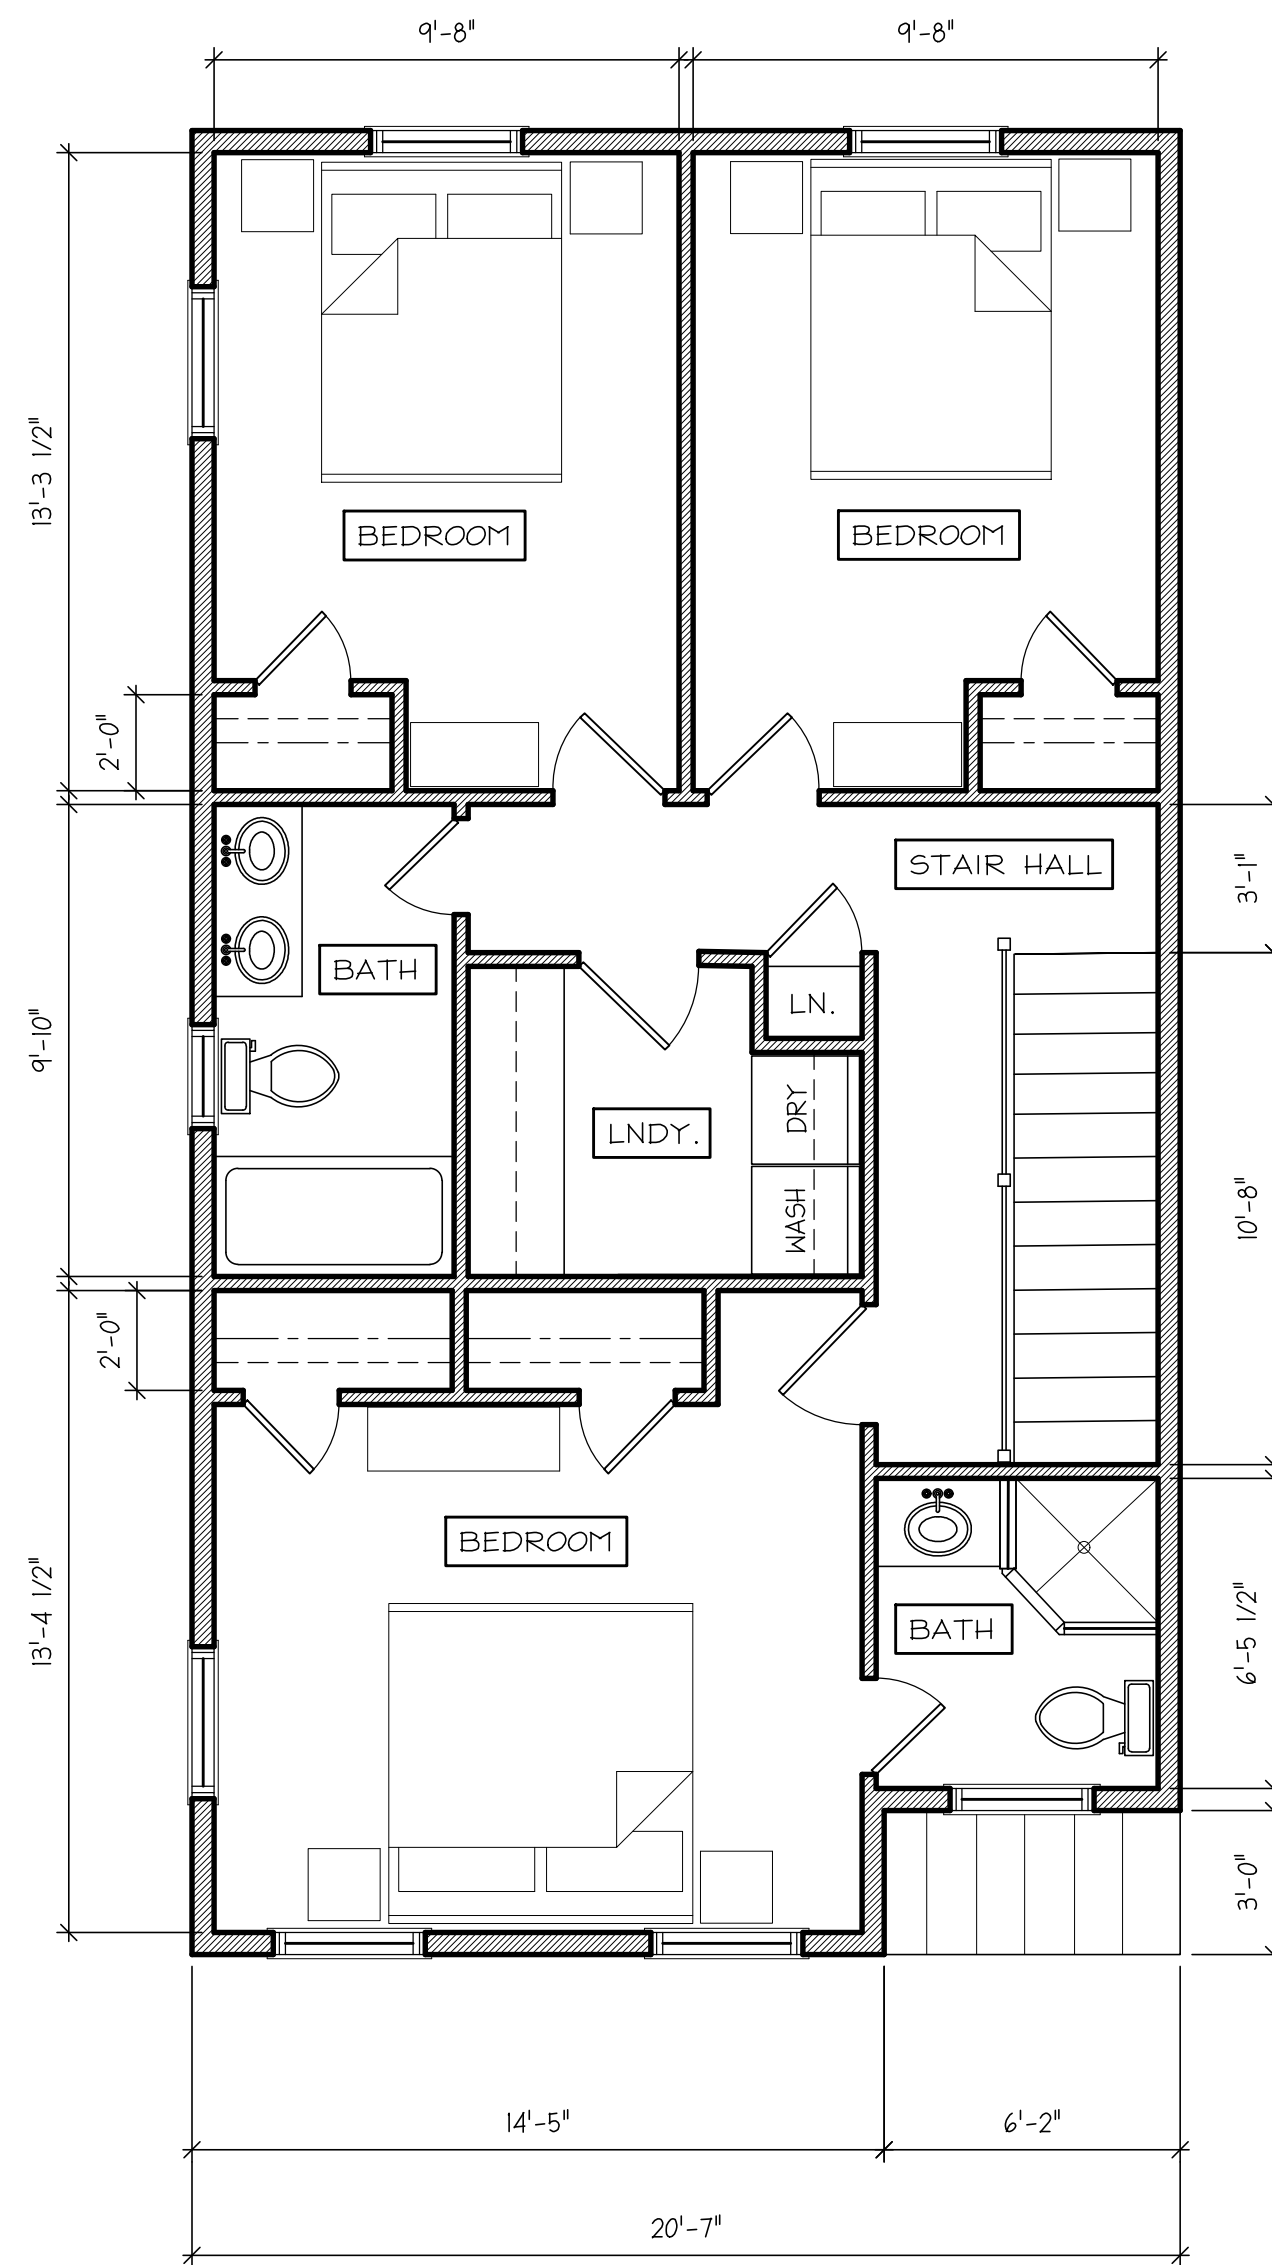 9'-8" 9'-8"
13'-3 1/2"
BEDROOM BEDROOM
2'-0"
STAIR HALL
3'-1"
BATH
LN.
9'-10"
DRY
LNDY.
WASH
10'-8"
2'-0"
BEDROOM
13'-4 1/2"
BATH
6'-5 1/2"
3'-0"
14'-5" 6'-2"
20'-7"